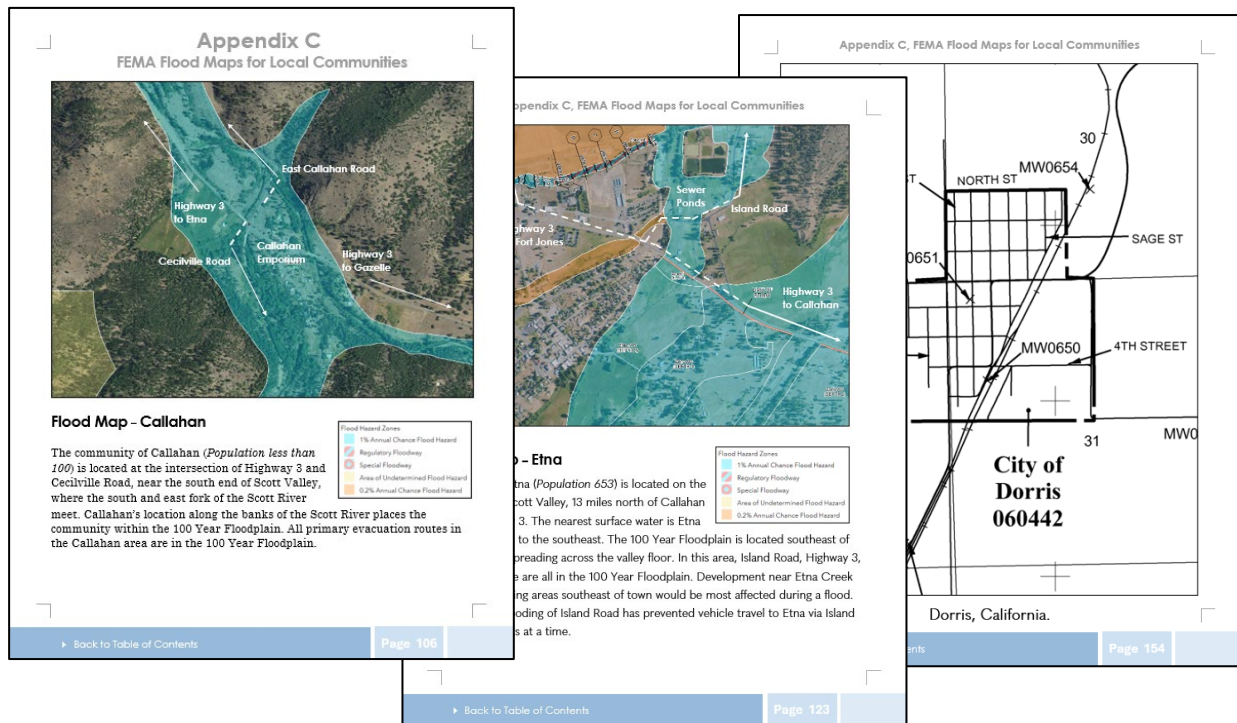 Appendix C
FEMA Flood Maps for Local Communities
East Callahan Road
Highway 3
to Etna
Callahan
Emporium
Cecilville Road
Highway 3
to Gazelle
Flood Map – Callahan
The community of Callahan (Population less than
100) is located at the intersection of Highway 3 and
Cecilville Road, near the south end of Scott Valley,
where the south and east fork of the Scott River
meet. Callahan's location along the banks of the Scott River places the
community within the 100 Year Floodplain. All primary evacuation routes in
the Callahan area are in the 100 Year Floodplain.
Flood Hazard Zones
1% Annual Chance Flood Hazard
Regulatory Floodway
Special Floodway
Area of Undetermined Flood Hazard
0.2% Annual Chance Flood Hazard
Back to Table of Contents
Page 106
ppendix C, FEMA Flood Maps for Local Communities
Sewer
Ponds
Island Road
ghway 3
Fort Jones
Highway 3
to Callahan
– Etna
tna (Population 653) is located on the
cott Valley, 13 miles north of Callahan
3. The nearest surface water is Etna
to the southeast. The 100 Year Floodplain is located southeast of
preading across the valley floor. In this area, Island Road, Highway 3,
e are all in the 100 Year Floodplain. Development near Etna Creek
ing areas southeast of town would be most affected during a flood.
ooding of Island Road has prevented vehicle travel to Etna via Island
s at a time.
Flood Hazard Zones
1% Annual Chance Flood Hazard
Regulatory Floodway
Special Floodway
Area of Undetermined Flood Hazard
0.2% Annual Chance Flood Hazard
Back to Table of Contents
Page 123
Appendix C, FEMA Flood Maps for Local Communities
30
MW0654
ST
NORTH ST
SAGE ST
0651
MW0650
4TH STREET
31
MW0
City of
Dorris
060442
Dorris, California.
ents
Page 154